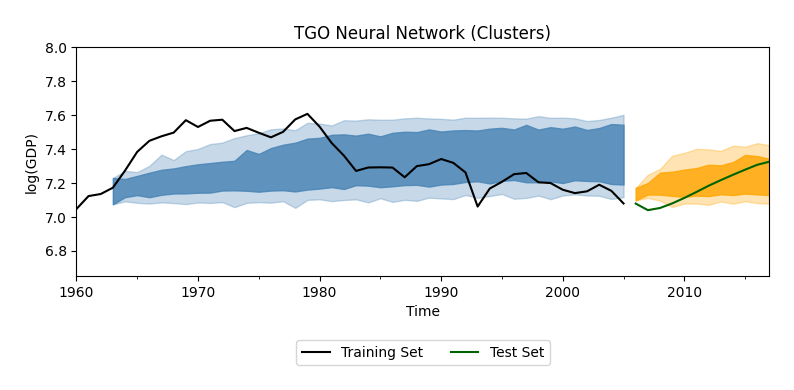 TGO Neural Network (Clusters)
log(GDP)
8.0
7.8
7.6
7.4
7.2
7.0
6.8
1960 1970 1980 1990 2000 2010
Time
Training Set Test Set